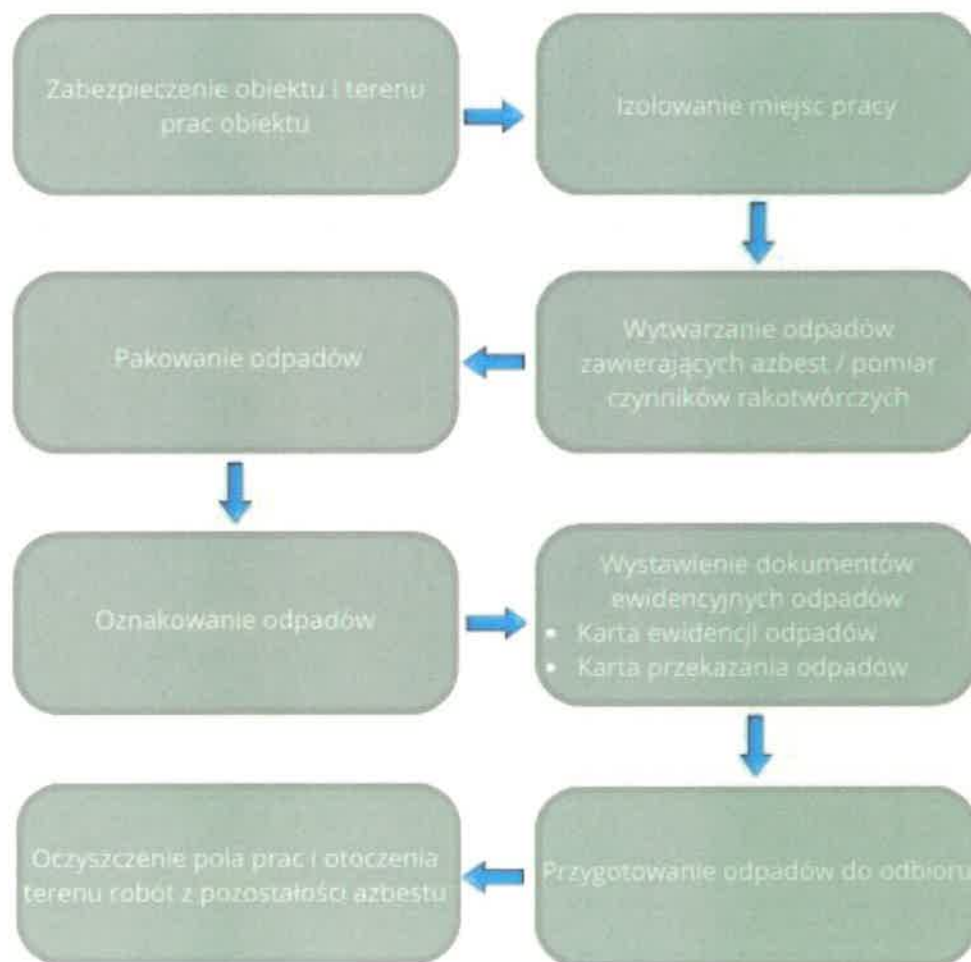 Zabezpieczenie obiektu i terenu
prac obiektu
Izolowanie miejsc pracy
Wytwarzanie odpadów
zawierających azbest / pomiar
czynników rakotwórczych
Pakowanie odpadów
Oznakowanie odpadów
Wystawienie dokumentów
ewidencyjnych odpadów
• Karta ewidencji odpadów
• Karta przekazania odpadów
Przygotowanie odpadów do odbioru
Oczyszczenie pola prac i otoczenia
terenu robót z pozostałości azbestu